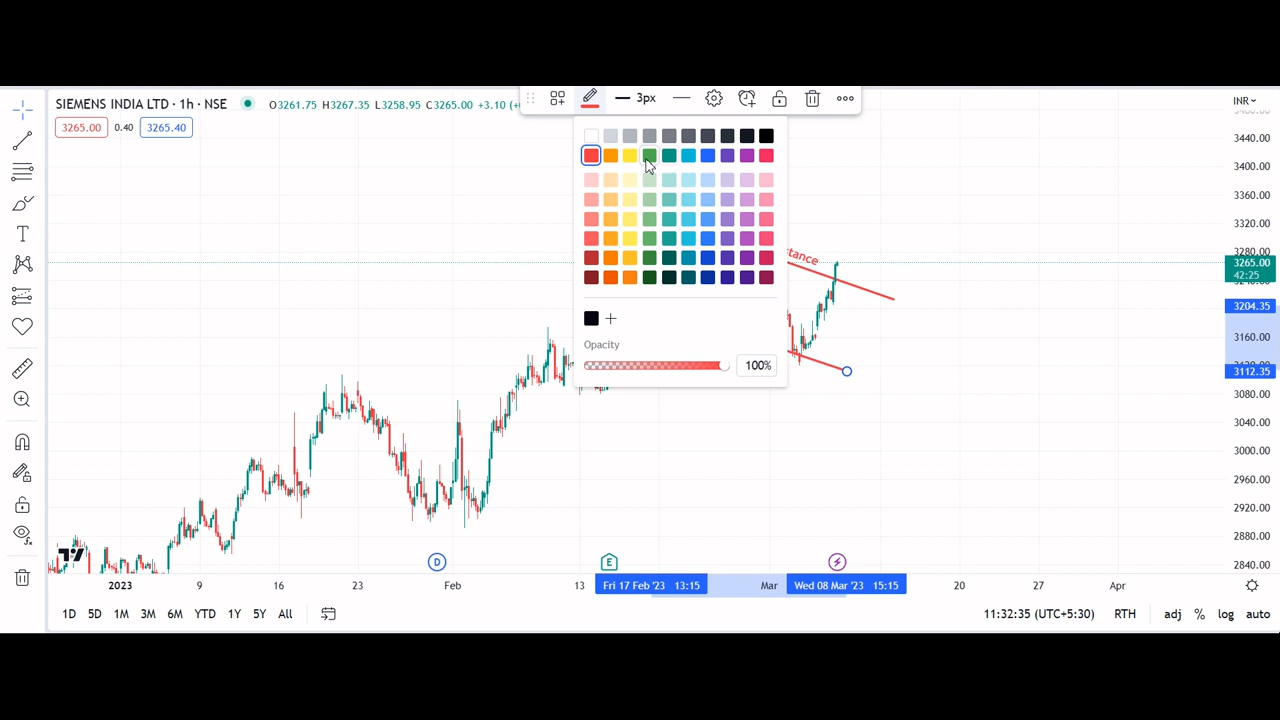 SIEMENS INDIA LTD · 1h · NSE
O3261.75 H3267.35 L3258.95 C3265.00 +3.10
3px
INR
3265.00 0.40 3265.40
3440.00
3400.00
3360.00
3320.00
3280.00
tance
3265.00
42:25
3204.35
3160.00
Opacity
100%
3112.35
3080.00
3040.00
3000.00
2960.00
2920.00
2880.00
2840.00
D
E
2023 9 16 23 Feb 13 Fri 17 Feb '23 13:15 Mar Wed 08 Mar '23 15:15 20 27 Apr
1D 5D 1M 3M 6M YTD 1Y 5Y All
11:32:35 (UTC+5:30) RTH adj % log auto